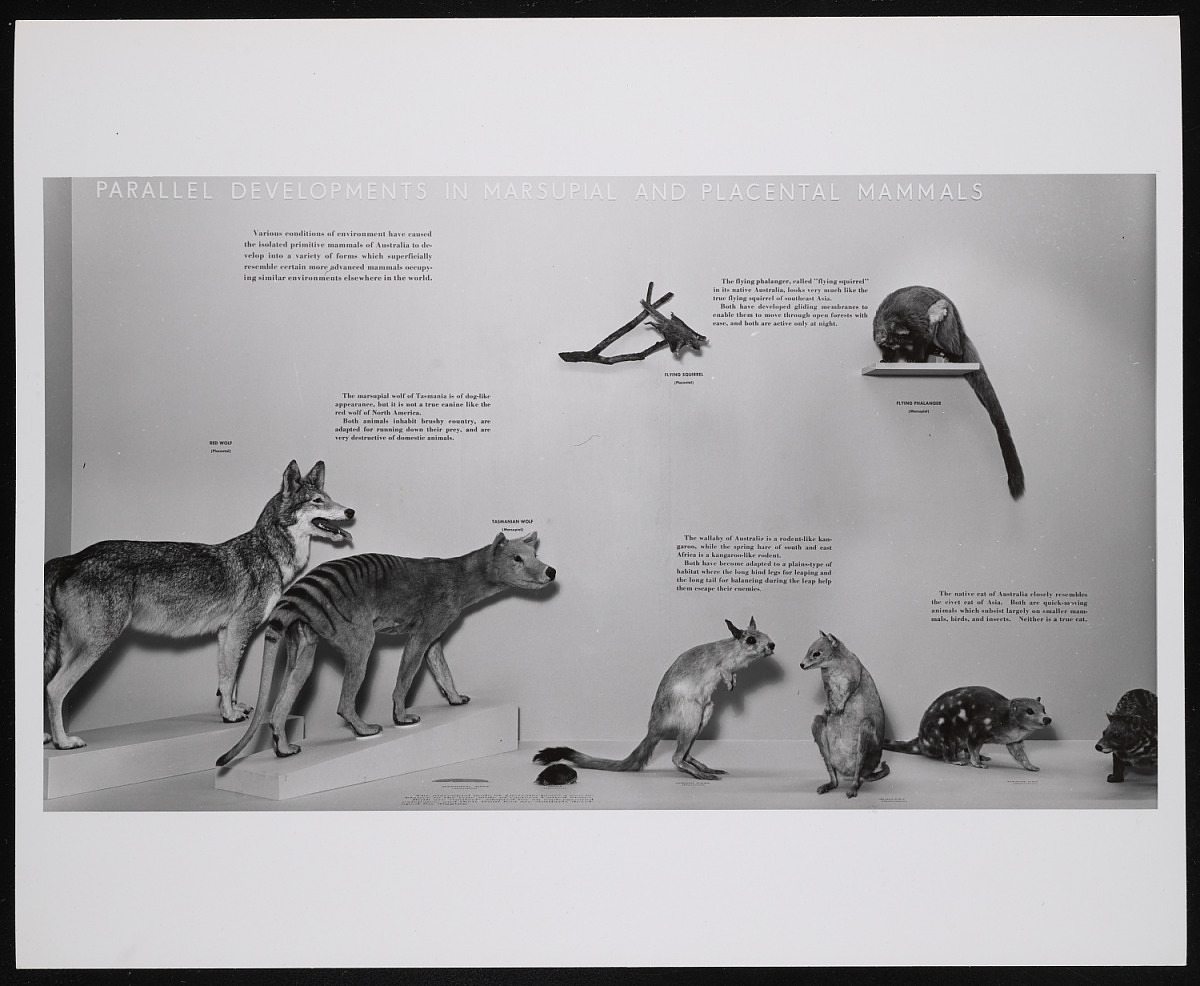 PARALLEL DEVELOPMENTS IN MARSUPIAL AND PLACENTAL MAMMALS
Various conditions of environment have caused
the isolated primitive mammals of Australia to de-
velop into a variety of forms which superficially
resemble certain more advanced mammals occupy-
ing similar environments elsewhere in the world.
The flying phalanger, called "flying squirrel"
in its native Australia, looks very much like the
true flying squirrel of southeast Asia.
Both have developed gliding membranes to
enable them to move through open forests with
ease, and both are active only at night.
FLYING SQUIRREL
(Placental)
FLYING PHALANGER
(Marsupial)
The marsupial wolf of Tasmania is of dog-like
appearance, but it is not a true canine like the
red wolf of North America.
Both animals inhabit brushy country, are
adapted for running down their prey, and are
very destructive of domestic animals.
RED WOLF
(Placental)
TASMANIAN WOLF
(Marsupial)
The wallaby of Australia is a rodent-like kan-
garoo, while the spring hare of south and east
Africa is a kangaroo-like rodent.
Both have become adapted to a plains-type of
habitat where the long hind legs for leaping and
the long tail for balancing during the leap help
them escape their enemies.
The native cat of Australia closely resembles
the civet cat of Asia. Both are quick-moving
animals which subsist largely on smaller mam-
mals, birds, and insects. Neither is a true cat.